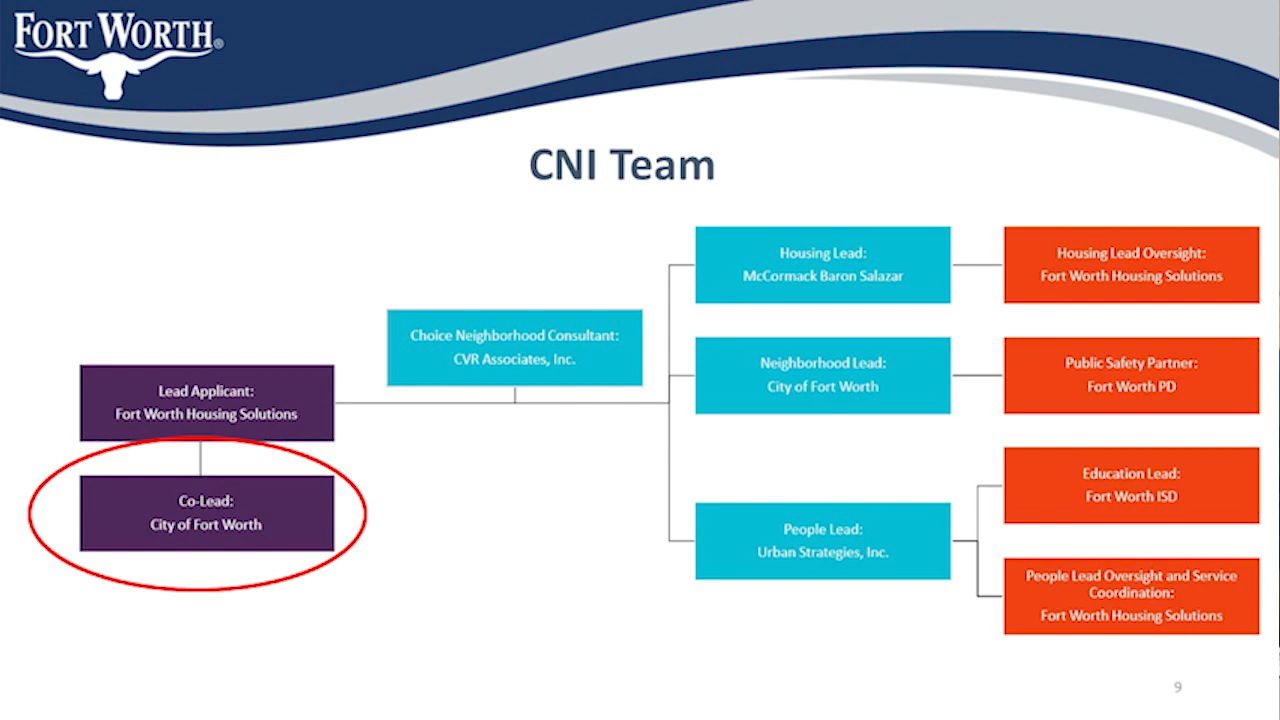 FORT WORTH®
CNI Team
Lead Applicant:
Fort Worth Housing Solutions
Co-Lead:
City of Fort Worth
Choice Neighborhood Consultant:
CVR Associates, Inc.
Housing Lead:
McCormack Baron Salazar
Neighborhood Lead:
City of Fort Worth
People Lead:
Urban Strategies, Inc.
Housing Lead Oversight:
Fort Worth Housing Solutions
Public Safety Partner:
Fort Worth PD
Education Lead:
Fort Worth ISD
People Lead Oversight and Service
Coordination:
Fort Worth Housing Solutions
9